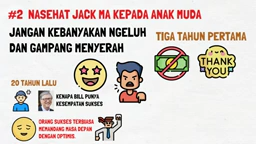 #2 NASEHAT JACK MA KEPADA ANAK MUDA
JANGAN KEBANYAKAN NGELUH
DAN GAMPANG MENYERAH
TIGA TAHUN PERTAMA
THANK
YOU
20 TAHUN LALU
KENAPA BILL PUNYA
KESEMPATAN SUKSES
ORANG SUKSES TERBIASA
MEMANDANG MASA DEPAN
DENGAN OPTIMIS